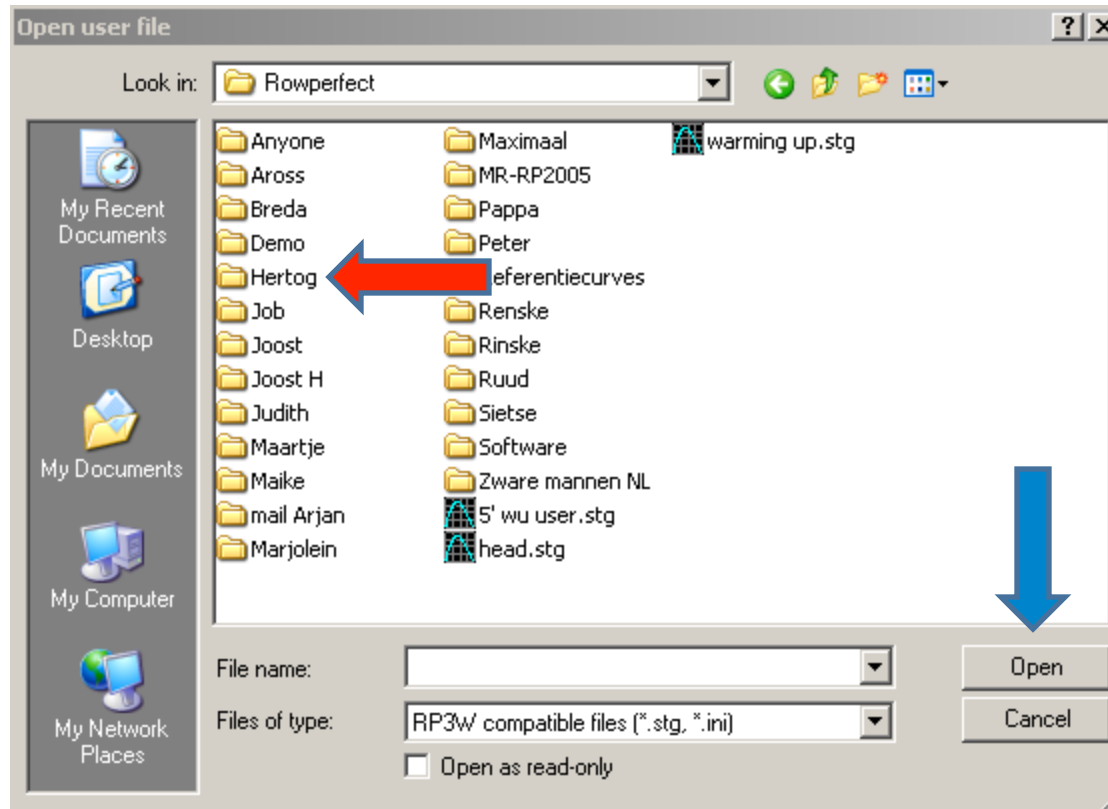 Open user file
Look in: Rowperfect
My Recent
Documents
Desktop
My Documents
My Computer
My Network
Places
Anyone
Aross
Breda
Demo
Hertog
Job
Joost
Joost H
Judith
Maartje
Maike
mail Arjan
Marjolein
Maximaal
MR-RP2005
Pappa
Peter
eferentiecurves
Renske
Rinske
Ruud
Sietse
Software
Zware mannen NL
5' wu user.stg
head.stg
warming up.stg
File name:
Open
Files of type: RP3W compatible files (*.stg, *.ini)
Cancel
Open as read-only